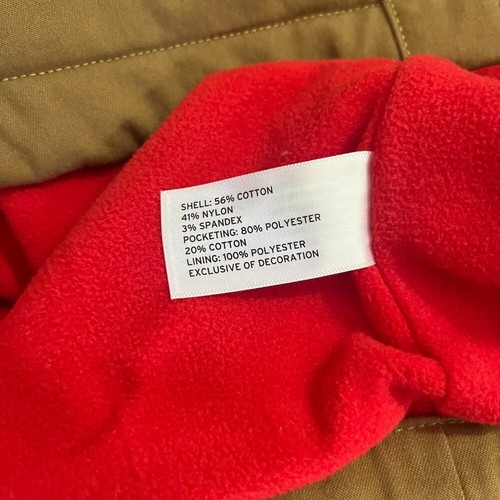 SHELL: 56% COTTON
41% NYLON
3% SPANDEX
POCKETING: 80% POLYESTER
20% COTTON
LINING: 100% POLYESTER
EXCLUSIVE OF DECORATION